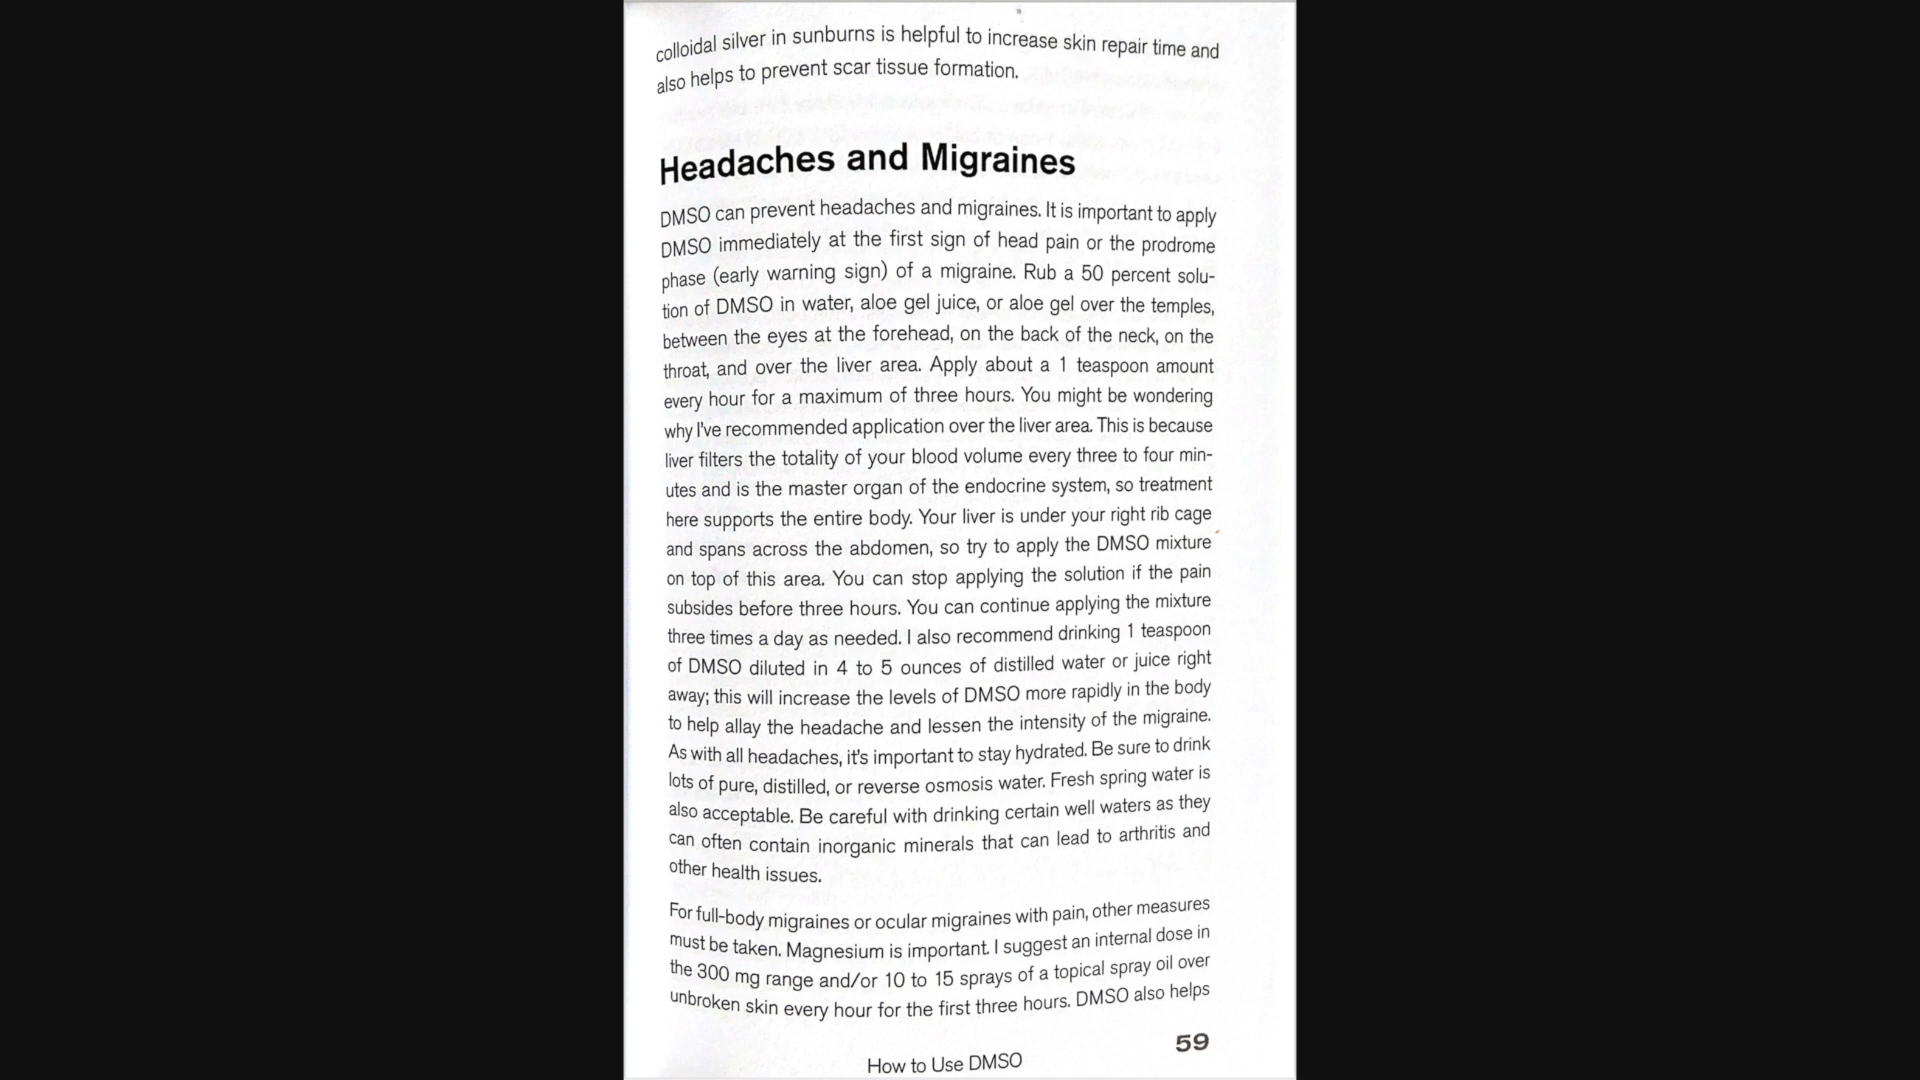 colloidal silver in sunburns is helpful to increase skin repair time and
also helps to prevent scar tissue formation.
Headaches and Migraines
DMSO can prevent headaches and migraines. It is important to apply
DMSO immediately at the first sign of head pain or the prodrome
phase (early warning sign) of a migraine. Rub a 50 percent solu-
tion of DMSO in water, aloe gel juice, or aloe gel over the temples,
between the eyes at the forehead, on the back of the neck, on the
throat, and over the liver area. Apply about a 1 teaspoon amount
every hour for a maximum of three hours. You might be wondering
why I've recommended application over the liver area. This is because
liver filters the totality of your blood volume every three to four min-
utes and is the master organ of the endocrine system, so treatment
here supports the entire body. Your liver is under your right rib cage
and spans across the abdomen, so try to apply the DMSO mixture
on top of this area. You can stop applying the solution if the pain
subsides before three hours. You can continue applying the mixture
three times a day as needed. I also recommend drinking 1 teaspoon
of DMSO diluted in 4 to 5 ounces of distilled water or juice right
away; this will increase the levels of DMSO more rapidly in the body
to help allay the headache and lessen the intensity of the migraine.
As with all headaches, it's important to stay hydrated. Be sure to drink
lots of pure, distilled, or reverse osmosis water. Fresh spring water is
also acceptable. Be careful with drinking certain well waters as they
can often contain inorganic minerals that can lead to arthritis and
other health issues.
For full-body migraines or ocular migraines with pain, other measures
must be taken. Magnesium is important. I suggest an internal dose in
the 300 mg range and/or 10 to 15 sprays of a topical spray oil over
unbroken skin every hour for the first three hours. DMSO also helps
59
How to Use DMSO